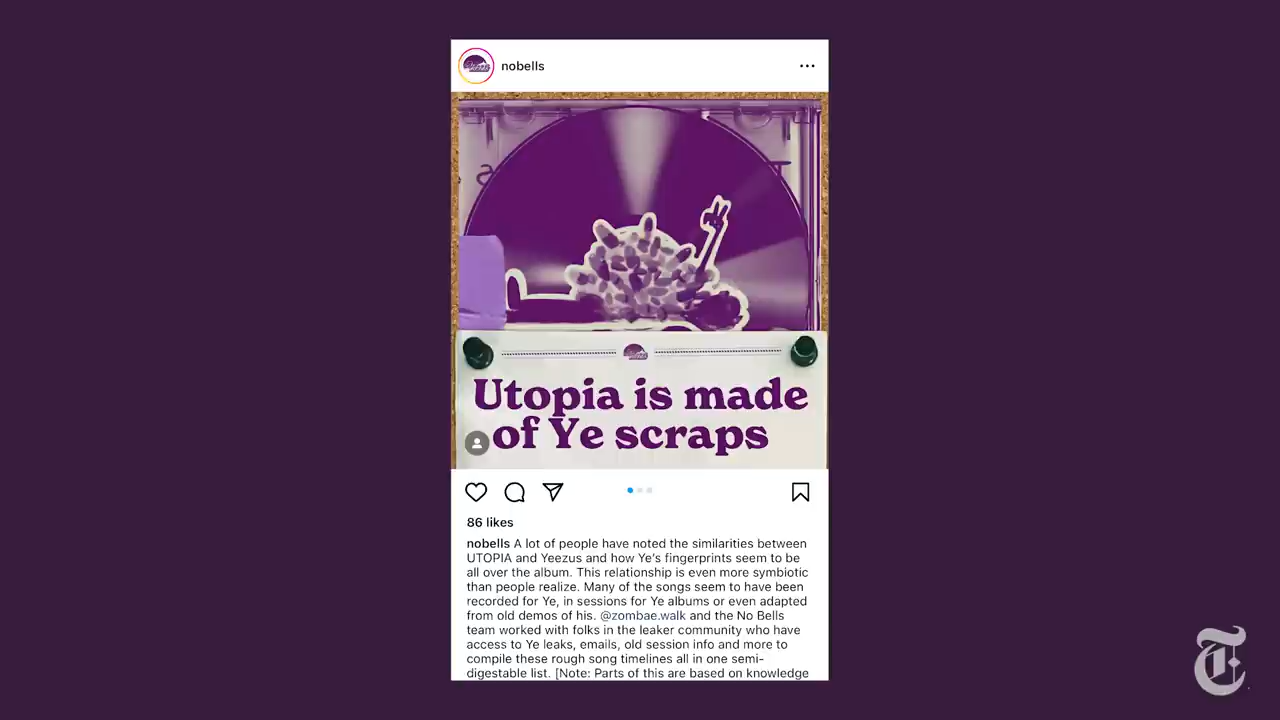 nobells
Utopia is made
of Ye scraps
86 likes
nobells A lot of people have noted the similarities between
UTOPIA and Yeezus and how Ye's fingerprints seem to be
all over the album. This relationship is even more symbiotic
than people realize. Many of the songs seem to have been
recorded for Ye, in sessions for Ye albums or even adapted
from old demos of his. @zombae.walk and the No Bells
team worked with folks in the leaker community who have
access to Ye leaks, emails, old session info and more to
compile these rough song timelines all in one semi-
digestable list. [Note: Parts of this are based on knowledge
T